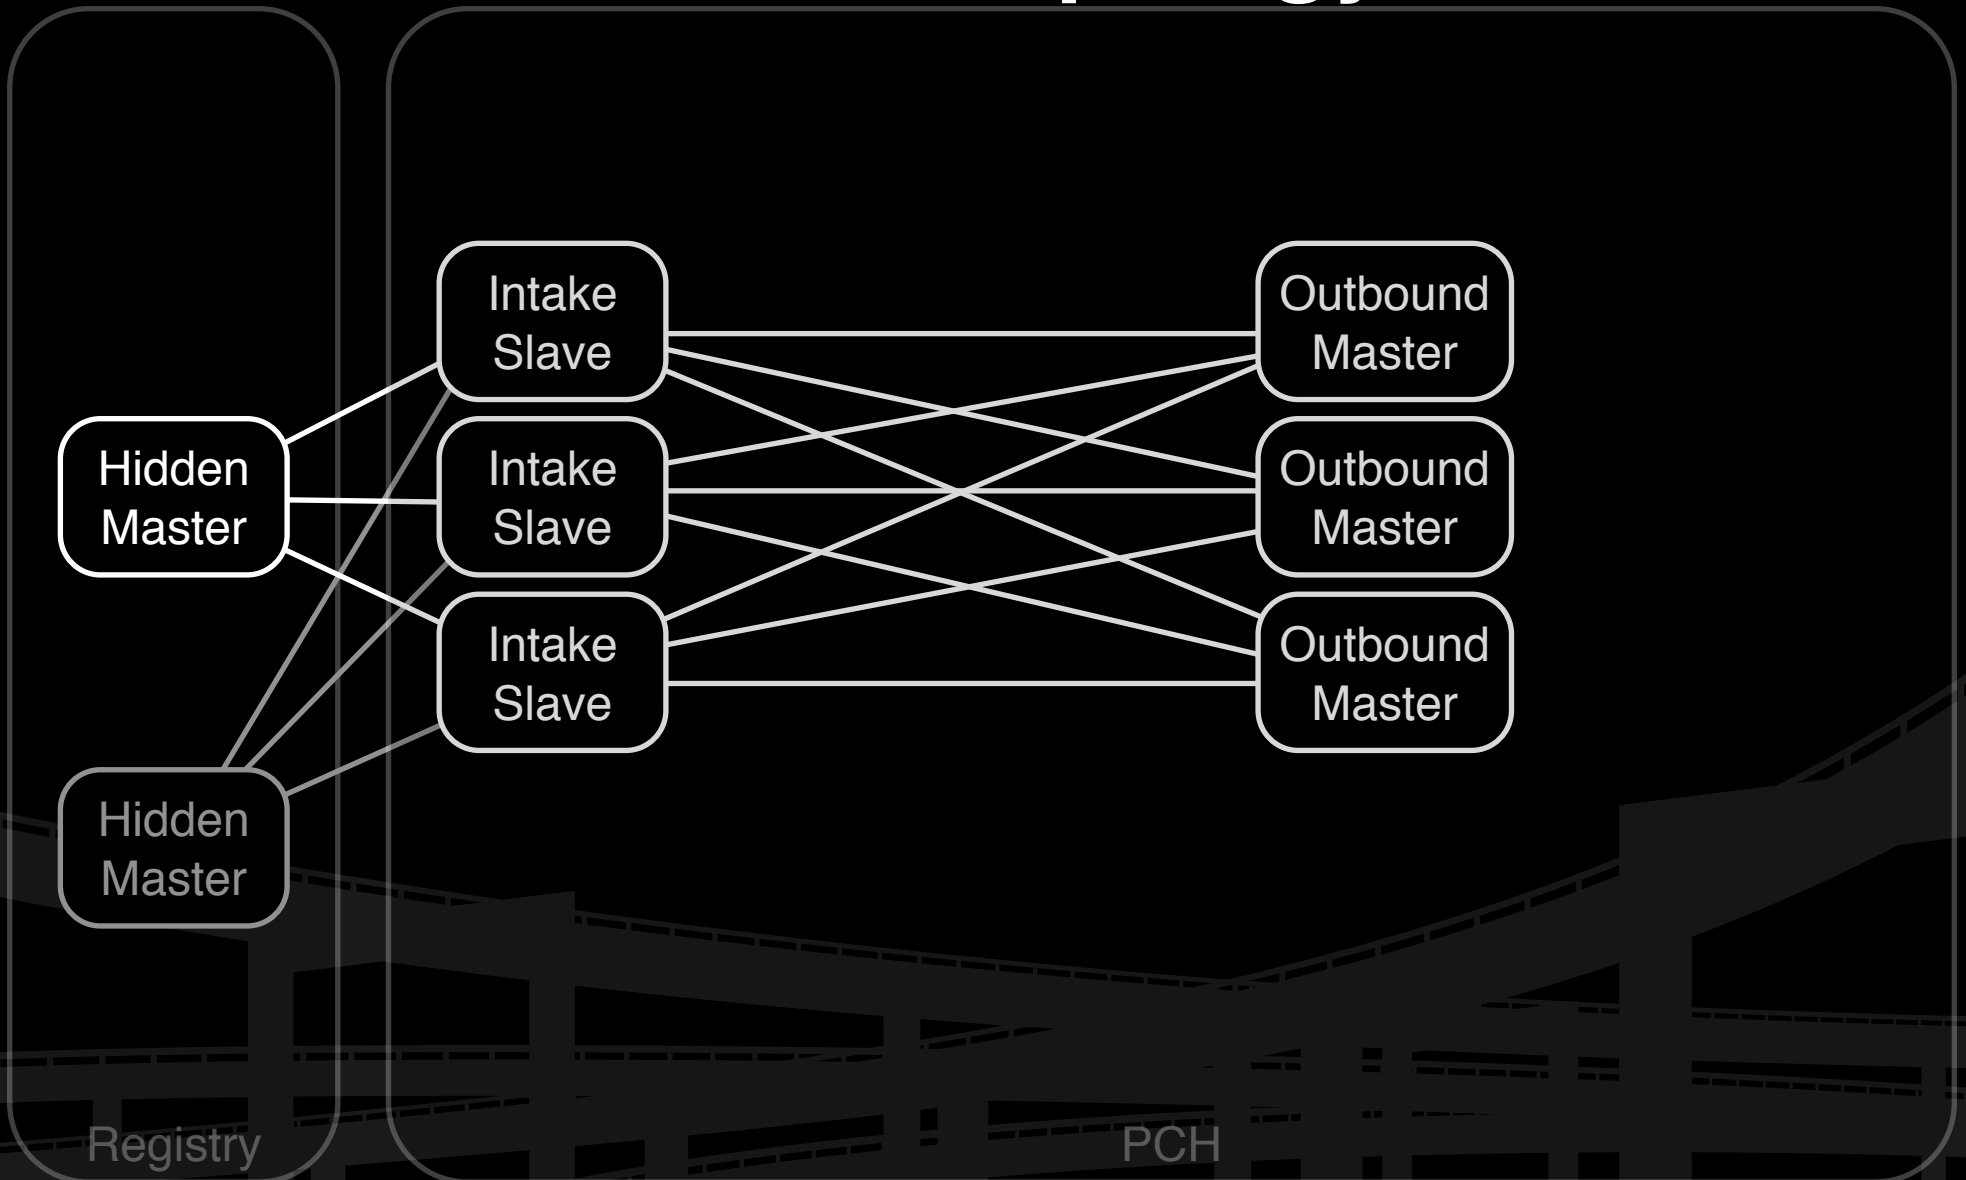 Intake
Slave
Outbound
Master
Hidden
Master
Intake
Slave
Outbound
Master
Intake
Slave
Outbound
Master
Hidden
Master
Registry
PCH